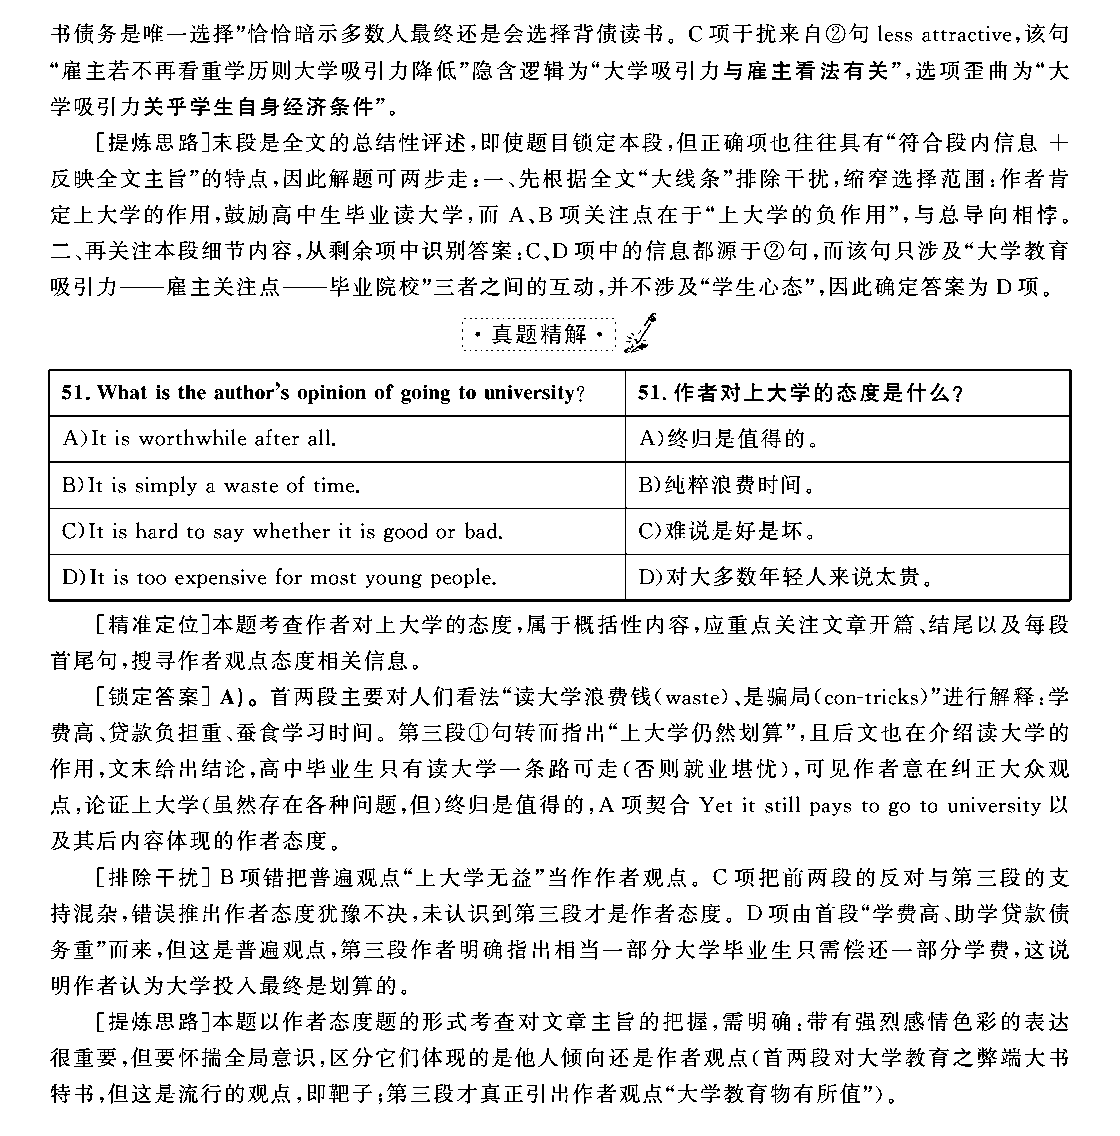 书债务是唯一选择”恰恰暗示多数人最终还是会选择背债读书。C项干扰来自②句 less attractive,该句
“雇主若不再看重学历则大学吸引力降低”隐含逻辑为“大学吸引力与雇主看法有关”,选项歪曲为“大
学吸引力关乎学生自身经济条件”。
[提炼思路]末段是全文的总结性评述,即使题目锁定本段,但正确项也往往具有“符合段内信息 +
反映全文主旨”的特点,因此解题可两步走:一、先根据全文“大线条”排除干扰,缩窄选择范围:作者肯
定上大学的作用,鼓励高中生毕业读大学,而 A、B项关注点在于“上大学的负作用”,与总导向相悖。
二、再关注本段细节内容,从剩余项中识别答案:C、D项中的信息都源于②句,而该句只涉及“大学教育
吸引力——雇主关注点——毕业院校”三者之间的互动,并不涉及“学生心态”,因此确定答案为 D项。
·真题精解·
51. What is the author's opinion of going to university?
51. 作者对上大学的态度是什么?
A)It is worthwhile after all.
A)终归是值得的。
B)It is simply a waste of time.
B)纯粹浪费时间。
C)It is hard to say whether it is good or bad.
C)难说是好是坏。
D)It is too expensive for most young people.
D)对大多数年轻人来说太贵。
[精准定位]本题考查作者对上大学的态度,属于概括性内容,应重点关注文章开篇、结尾以及每段
首尾句,搜寻作者观点态度相关信息。
[锁定答案] A)。首两段主要对人们看法“读大学浪费钱(waste)、是骗局(con-tricks)”进行解释:学
费高、贷款负担重、蚕食学习时间。第三段①句转而指出“上大学仍然划算”,且后文也在介绍读大学的
作用,文末给出结论,高中毕业生只有读大学一条路可走(否则就业堪忧),可见作者意在纠正大众观
点,论证上大学(虽然存在各种问题,但)终归是值得的,A项契合 Yet it still pays to go to university 以
及其后内容体现的作者态度。
[排除干扰] B项错把普遍观点“上大学无益”当作作者观点。C项把前两段的反对与第三段的支
持混杂,错误推出作者态度犹豫不决,未认识到第三段才是作者态度。D项由首段“学费高、助学贷款债
务重”而来,但这是普遍观点,第三段作者明确指出相当一部分大学毕业生只需偿还一部分学费,这说
明作者认为大学投入最终是划算的。
[提炼思路]本题以作者态度题的形式考查对文章主旨的把握,需明确:带有强烈感情色彩的表达
很重要,但要怀揣全局意识,区分它们体现的是他人倾向还是作者观点(首两段对大学教育之弊端大书
特书,但这是流行的观点,即靶子;第三段才真正引出作者观点“大学教育物有所值”)。